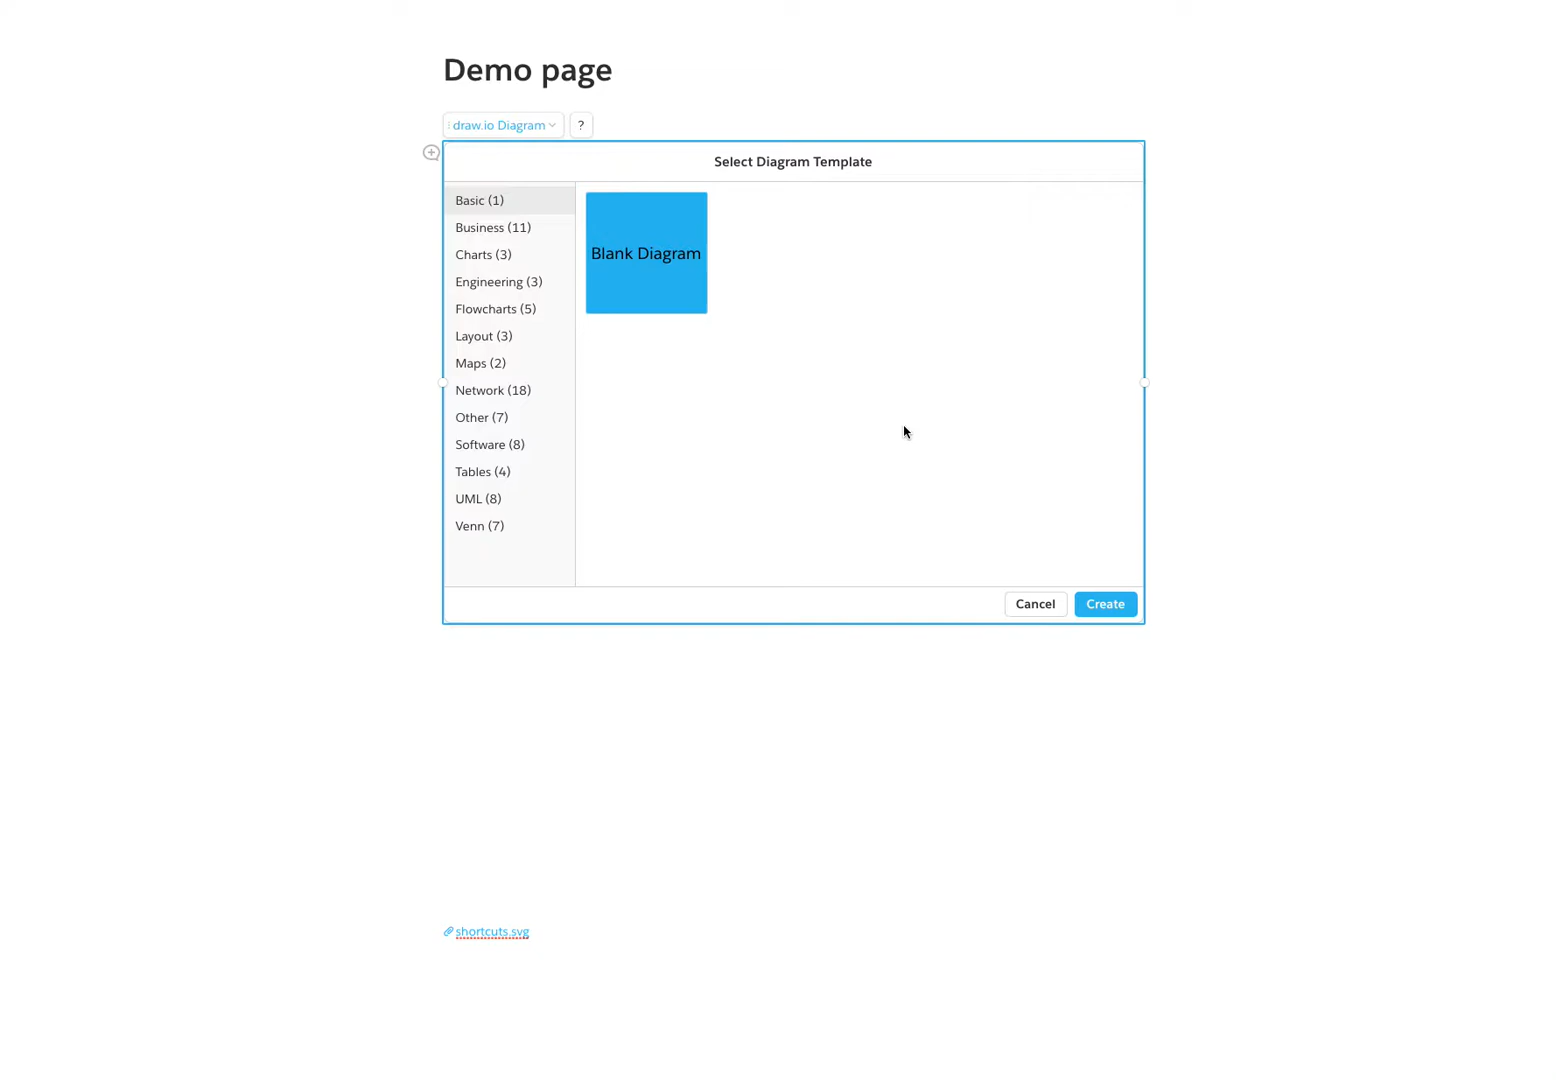 Demo page
draw.io Diagram
?
Select Diagram Template
Basic (1)
Business (11)
Charts (3)
Engineering (3)
Flowcharts (5)
Layout (3)
Maps (2)
Network (18)
Other (7)
Software (8)
Tables (4)
UML (8)
Venn (7)
Blank Diagram
Cancel
Create
shortcuts.svg